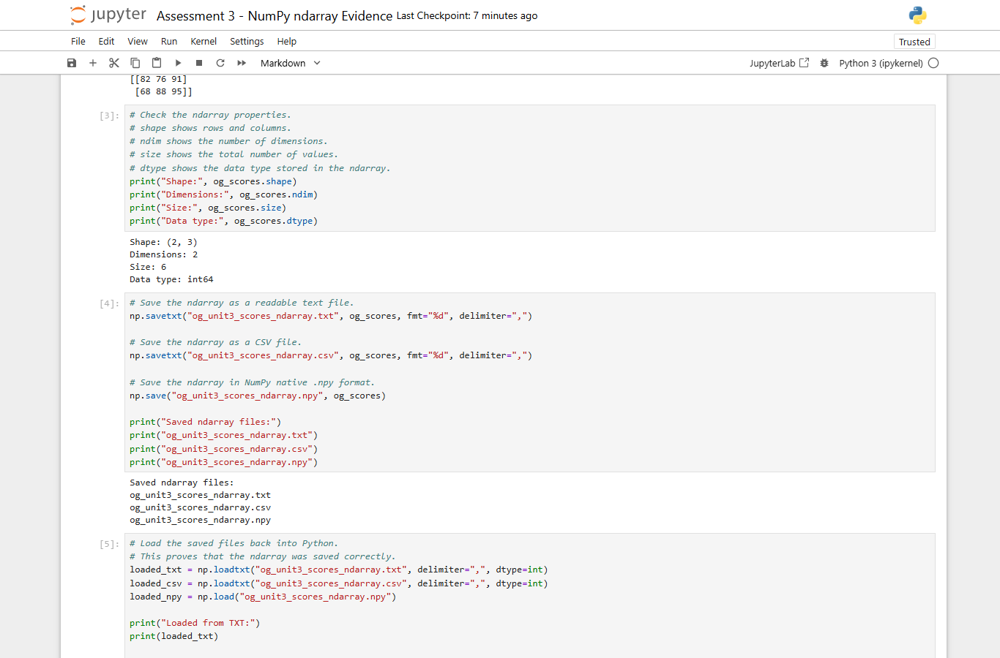 jupyter Assessment 3 - NumPy ndarray Evidence Last Checkpoint: 7 minutes ago
File Edit View Run Kernel Settings Help
Trusted
Markdown
JupyterLab
Python 3 (ipykernel)
[[82 76 91]
 [68 88 95]]
[3]:
# Check the ndarray properties.
# shape shows rows and columns.
# ndim shows the number of dimensions.
# size shows the total number of values.
# dtype shows the data type stored in the ndarray.
print("Shape:", og_scores.shape)
print("Dimensions:", og_scores.ndim)
print("Size:", og_scores.size)
print("Data type:", og_scores.dtype)
Shape: (2, 3)
Dimensions: 2
Size: 6
Data type: int64
[4]:
# Save the ndarray as a readable text file.
np.savetxt("og_unit3_scores_ndarray.txt", og_scores, fmt="%d", delimiter=",")
# Save the ndarray as a CSV file.
np.savetxt("og_unit3_scores_ndarray.csv", og_scores, fmt="%d", delimiter=",")
# Save the ndarray in NumPy native .npy format.
np.save("og_unit3_scores_ndarray.npy", og_scores)
print("Saved ndarray files:")
print("og_unit3_scores_ndarray.txt")
print("og_unit3_scores_ndarray.csv")
print("og_unit3_scores_ndarray.npy")
Saved ndarray files:
og_unit3_scores_ndarray.txt
og_unit3_scores_ndarray.csv
og_unit3_scores_ndarray.npy
[5]:
# Load the saved files back into Python.
# This proves that the ndarray was saved correctly.
loaded_txt = np.loadtxt("og_unit3_scores_ndarray.txt", delimiter=",", dtype=int)
loaded_csv = np.loadtxt("og_unit3_scores_ndarray.csv", delimiter=",", dtype=int)
loaded_npy = np.load("og_unit3_scores_ndarray.npy")
print("Loaded from TXT:")
print(loaded_txt)